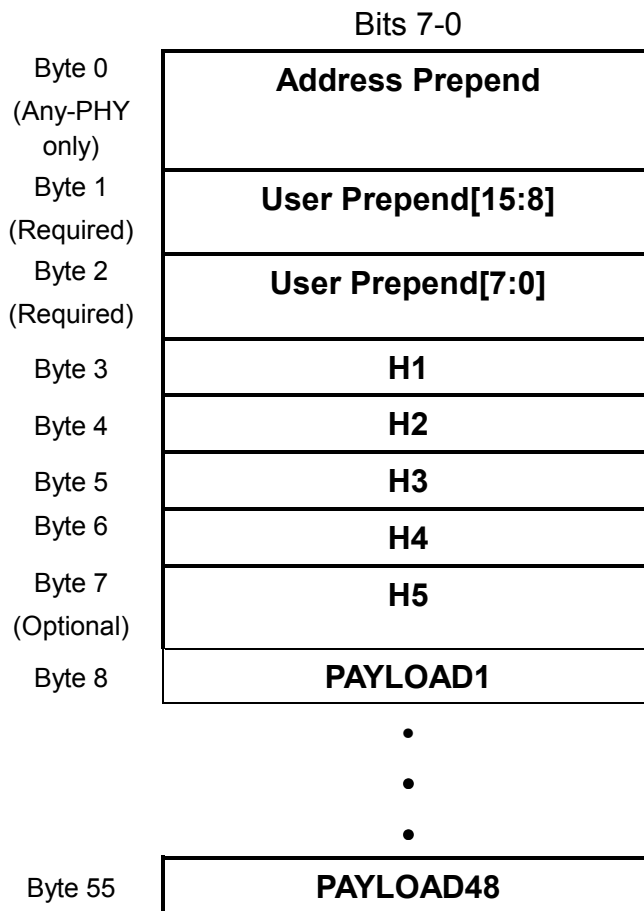 Bits 7-0
Byte 0
(Any-PHY
only)
Address Prepend
Byte 1
(Required)
User Prepend[15:8]
Byte 2
(Required)
User Prepend[7:0]
Byte 3
H1
Byte 4
H2
Byte 5
H3
Byte 6
H4
Byte 7
(Optional)
H5
Byte 8
PAYLOAD1
•
•
•
Byte 55
PAYLOAD48